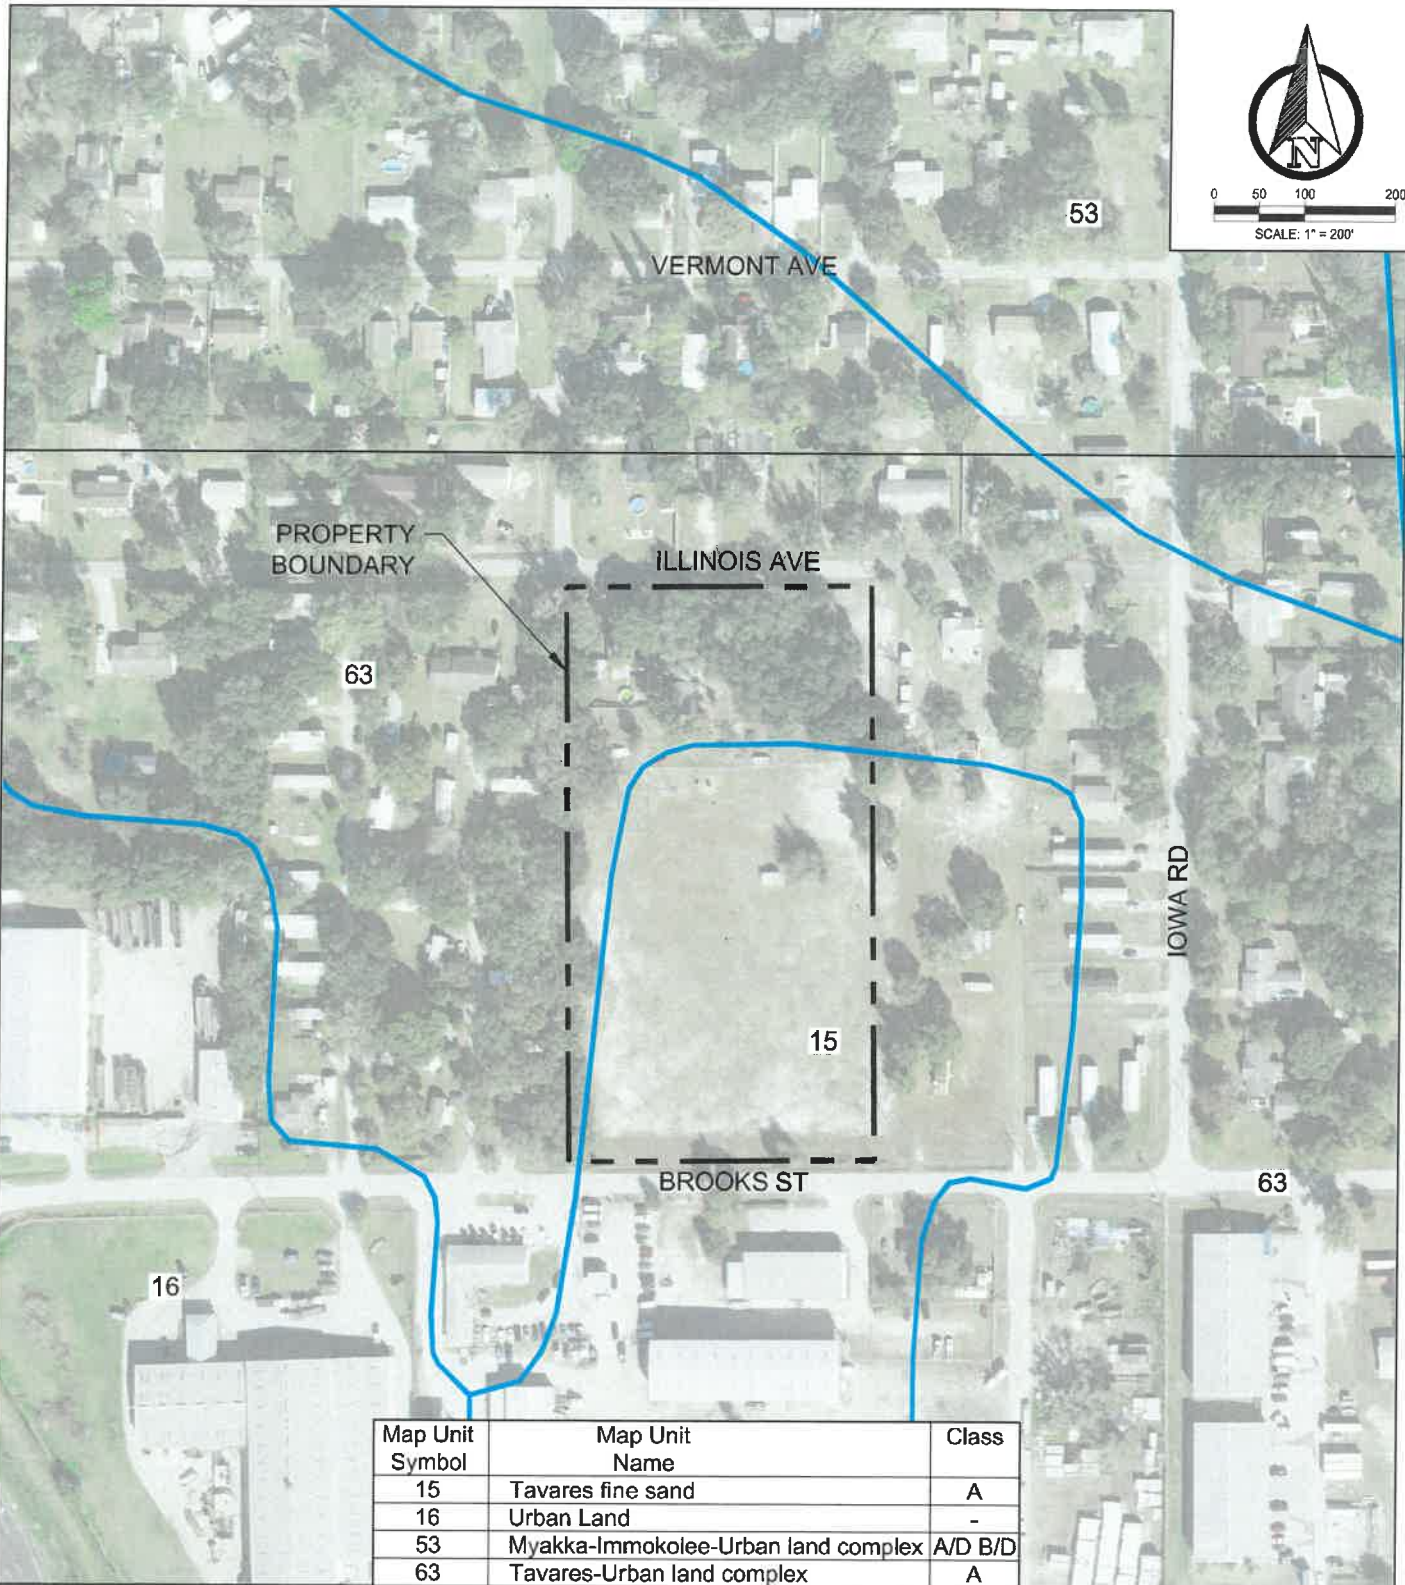 N
0 50 100 200
SCALE: 1" = 200'
53
VERMONT AVE
PROPERTY
BOUNDARY
ILLINOIS AVE
63
IOWA RD
15
BROOKS ST
63
16
Map Unit Symbol Map Unit Name Class
15 Tavares fine sand A
16 Urban Land -
53 Myakka-Immokolee-Urban land complex A/D B/D
63 Tavares-Urban land complex A